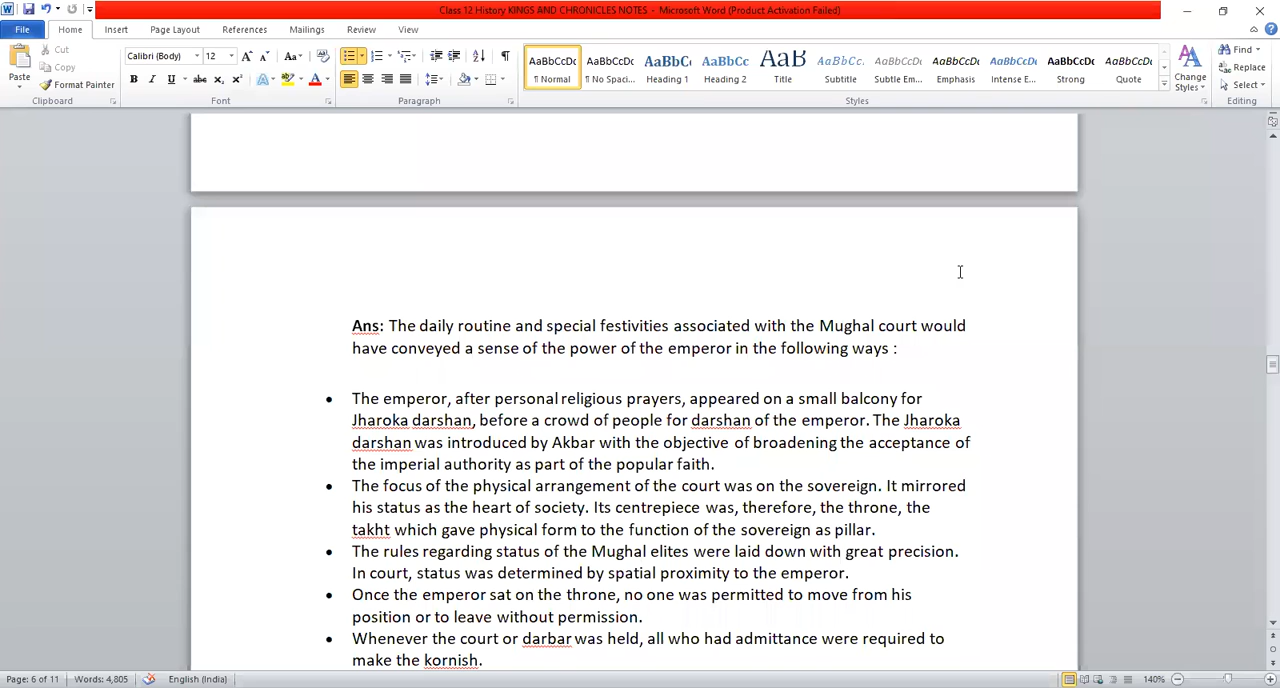 Class 12 History KINGS AND CHRONICLES NOTES - Microsoft Word (Product Activation Failed)
File Home Insert Page Layout References Mailings Review View
Paste Cut Copy Format Painter Calibri (Body) 12 AaBbCcDc ¶ Normal AaBbCcDc ¶ No Spaci... AaBbC Heading 1 AaBbCc Heading 2 AaB Title AaBbCc. Subtitle AaBbCcDc Subtle Em... AaBbCcDc Emphasis AaBbCcDc Intense E... AaBbCcDc Strong AaBbCcDc Quote Change Styles Find Replace Select
Clipboard Font Paragraph Styles Editing
Ans: The daily routine and special festivities associated with the Mughal court would
have conveyed a sense of the power of the emperor in the following ways :
• The emperor, after personal religious prayers, appeared on a small balcony for
Jharoka darshan, before a crowd of people for darshan of the emperor. The Jharoka
darshan was introduced by Akbar with the objective of broadening the acceptance of
the imperial authority as part of the popular faith.
• The focus of the physical arrangement of the court was on the sovereign. It mirrored
his status as the heart of society. Its centrepiece was, therefore, the throne, the
takht which gave physical form to the function of the sovereign as pillar.
• The rules regarding status of the Mughal elites were laid down with great precision.
In court, status was determined by spatial proximity to the emperor.
• Once the emperor sat on the throne, no one was permitted to move from his
position or to leave without permission.
• Whenever the court or darbar was held, all who had admittance were required to
make the kornish.
Page: 6 of 11 Words: 4,805 English (India) 140%